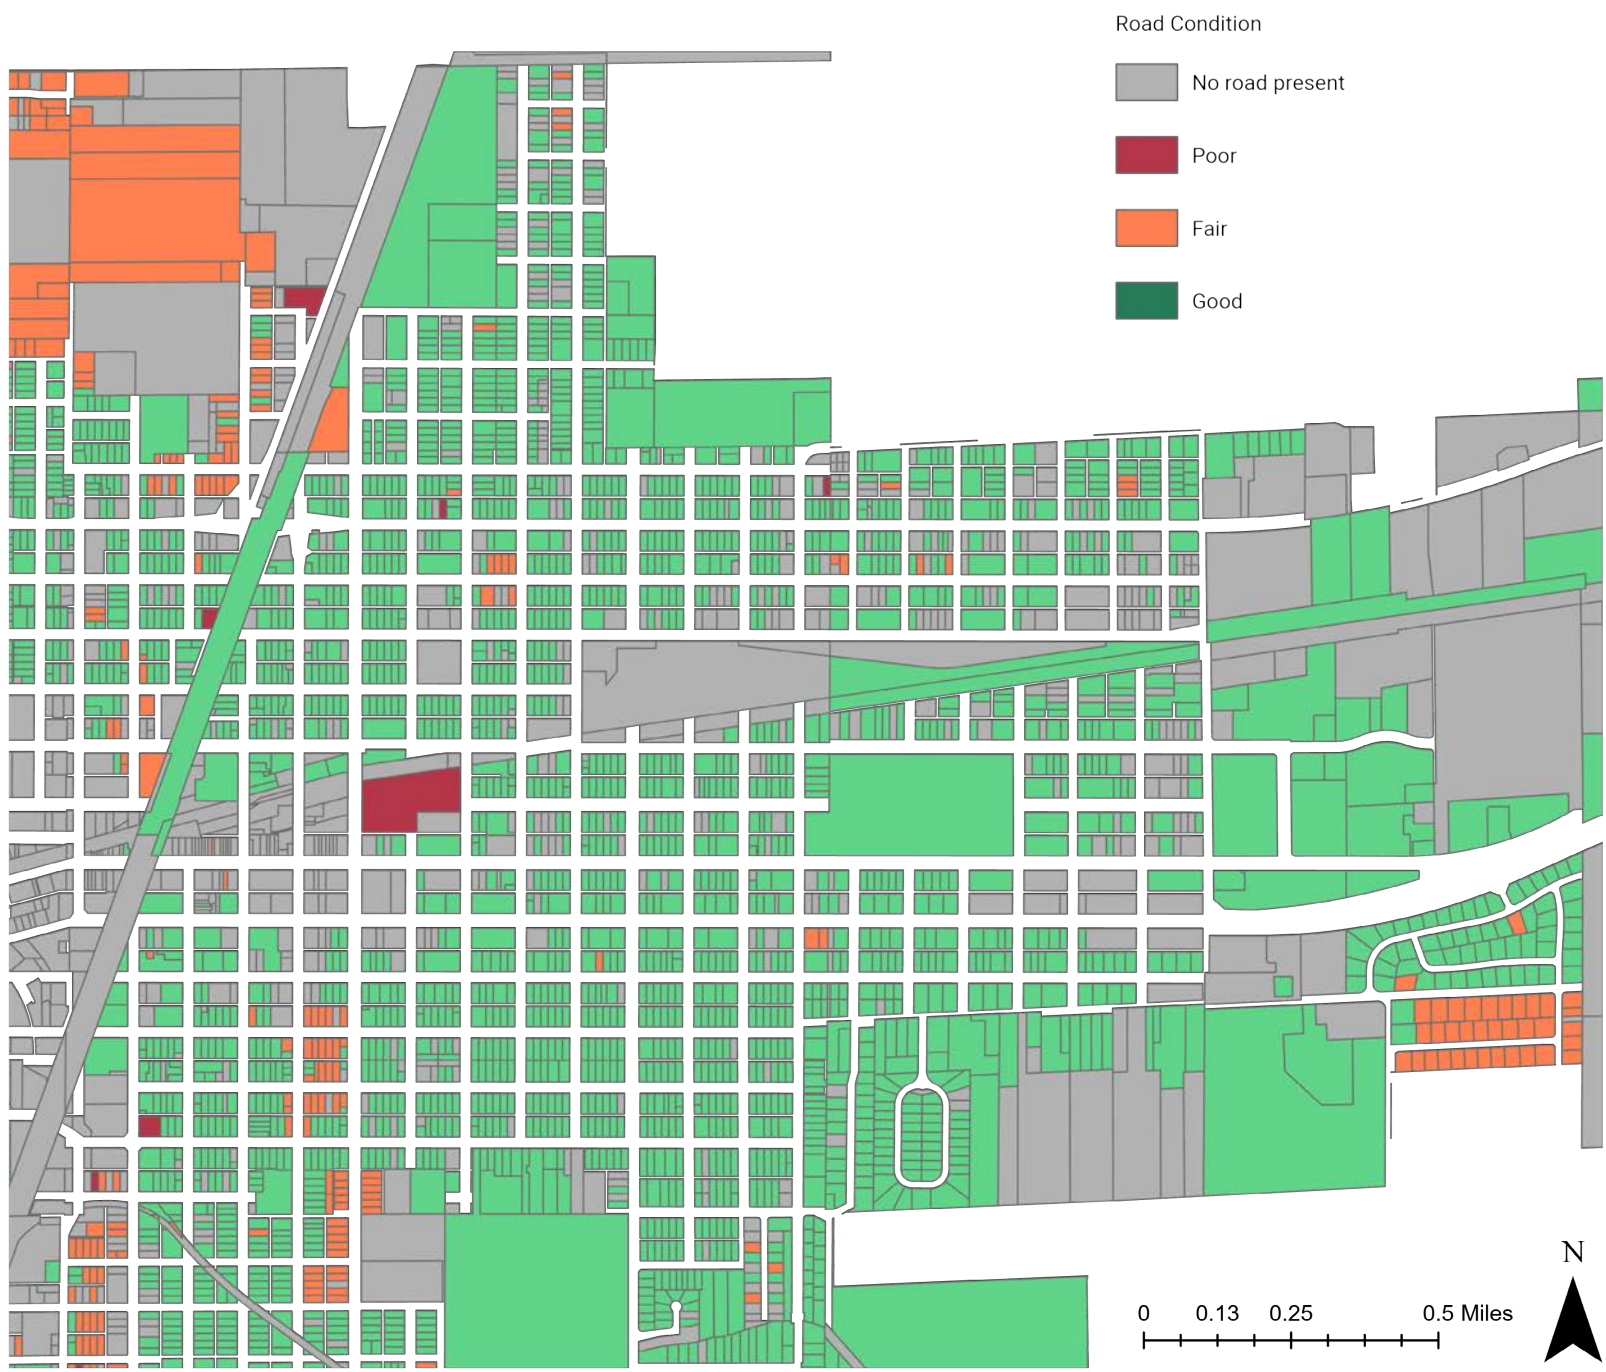 Road Condition
No road present
Poor
Fair
Good
N
0 0.13 0.25 0.5 Miles